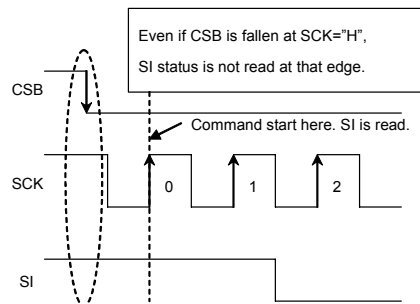 Even if CSB is fallen at SCK=”H”,
SI status is not read at that edge.
CSB
Command start here. SI is read.
SCK
0
1
2
SI